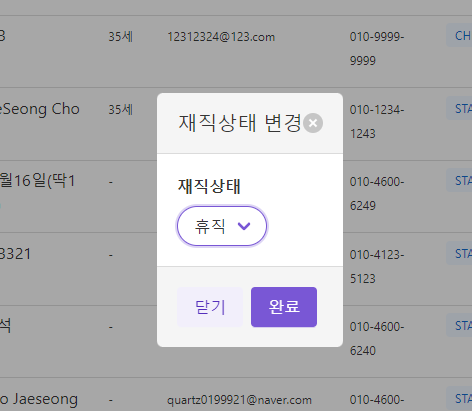 3 35세 12312324@123.com 010-9999-
9999
CH
eSeong Cho 35세 010-1234-
1243
STA
재직상태 변경
월16일(딱1 - 010-4600-
6249
STA
재직상태
휴직
3321 - 010-4123-
5123
STA
닫기 완료
석 - 010-4600-
6240
STA
o Jaeseong - quartz0199921@naver.com 010-4600-
STA